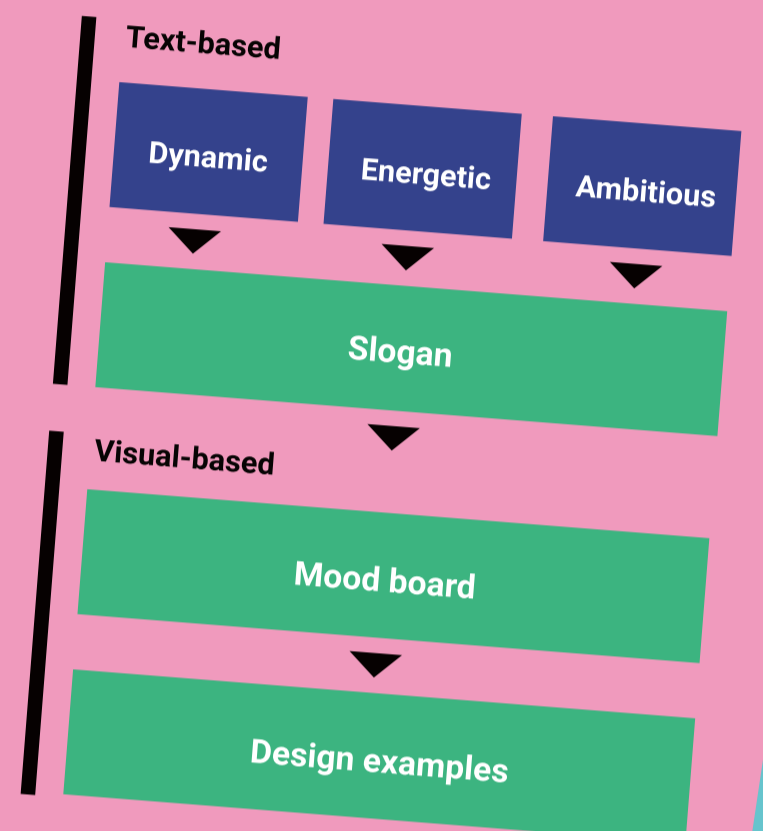 Text-based
Dynamic
Energetic
Ambitious
Slogan
Visual-based
Mood board
Design examples